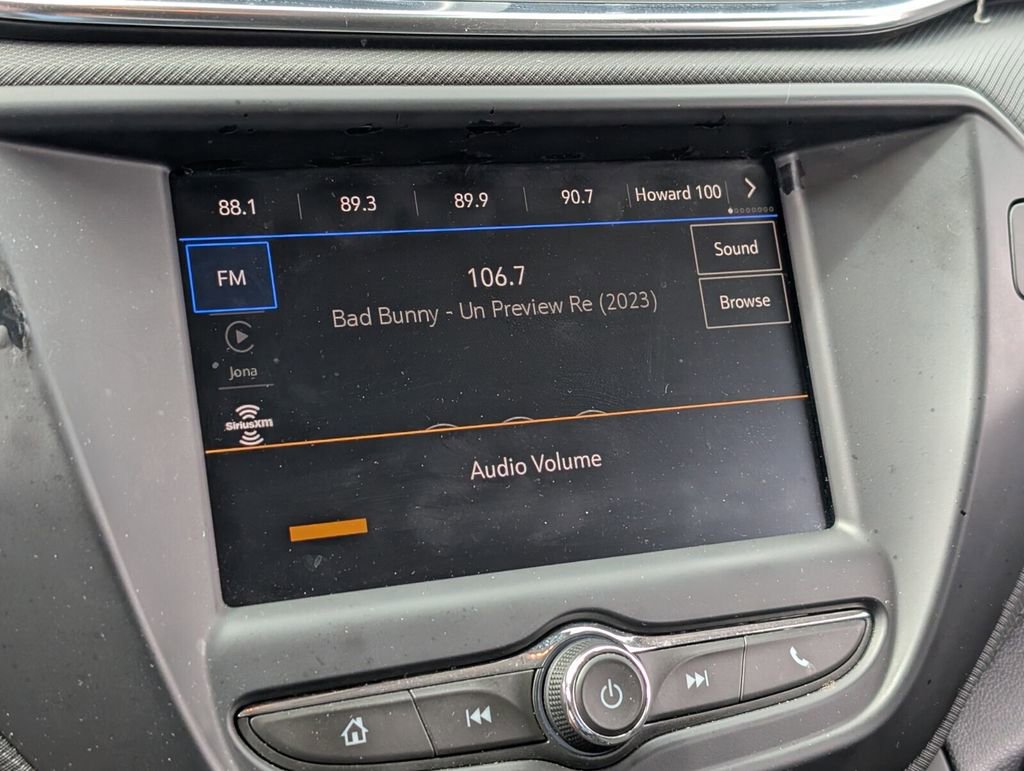 88.1
89.3
89.9
90.7
Howard 100
FM
106.7
Bad Bunny - Un Preview Re (2023)
Sound
Browse
Jona
SiriusXM
Audio Volume